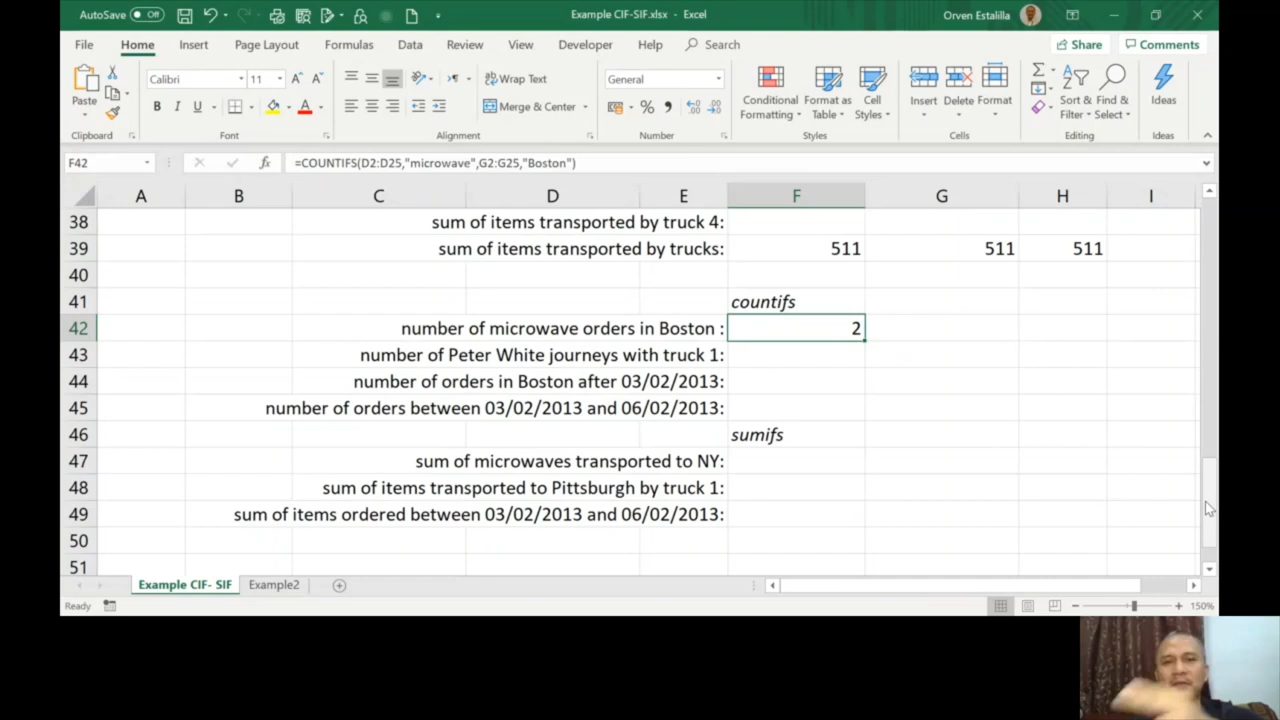 AutoSave Off
Example CIF-SIF.xlsx - Excel
Orven Estalilla
File Home Insert Page Layout Formulas Data Review View Developer Help Search Share Comments
Paste
Calibri 11
Wrap Text
Merge & Center
General
Conditional Formatting
Format as Table
Cell Styles
Insert Delete Format
Sort & Filter
Find & Select
Ideas
Clipboard Font Alignment Number Styles Cells Editing Ideas
F42 fx =COUNTIFS(D2:D25,"microwave",G2:G25,"Boston")
A B C D E F G H I
38 sum of items transported by truck 4:
39 sum of items transported by trucks: 511 511 511
40
41 countifs
42 number of microwave orders in Boston : 2
43 number of Peter White journeys with truck 1:
44 number of orders in Boston after 03/02/2013:
45 number of orders between 03/02/2013 and 06/02/2013:
46 sumifs
47 sum of microwaves transported to NY:
48 sum of items transported to Pittsburgh by truck 1:
49 sum of items ordered between 03/02/2013 and 06/02/2013:
50
51
Example CIF- SIF Example2
Ready 150%